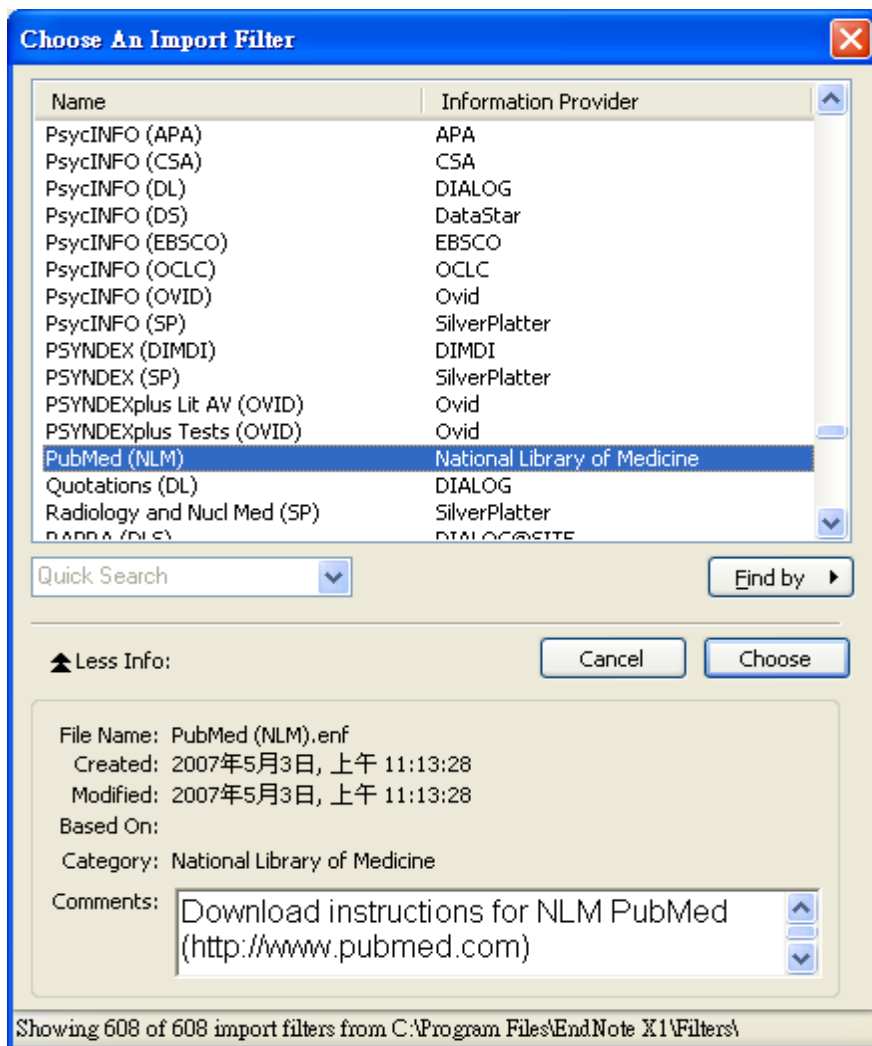 Choose An Import Filter
Name Information Provider
PsycINFO (APA) APA
PsycINFO (CSA) CSA
PsycINFO (DL) DIALOG
PsycINFO (DS) DataStar
PsycINFO (EBSCO) EBSCO
PsycINFO (OCLC) OCLC
PsycINFO (OVID) Ovid
PsycINFO (SP) SilverPlatter
PSYNDEX (DIMDI) DIMDI
PSYNDEX (SP) SilverPlatter
PSYNDEXplus Lit AV (OVID) Ovid
PSYNDEXplus Tests (OVID) Ovid
PubMed (NLM) National Library of Medicine
Quotations (DL) DIALOG
Radiology and Nucl Med (SP) SilverPlatter
RAPRA (DLS) DIALOG@SITE
Quick Search Find by
Less Info: Cancel Choose
File Name: PubMed (NLM).enf
Created: 2007年5月3日, 上午 11:13:28
Modified: 2007年5月3日, 上午 11:13:28
Based On:
Category: National Library of Medicine
Comments: Download instructions for NLM PubMed
(http://www.pubmed.com)
Showing 608 of 608 import filters from C:\Program Files\EndNote X1\Filters\